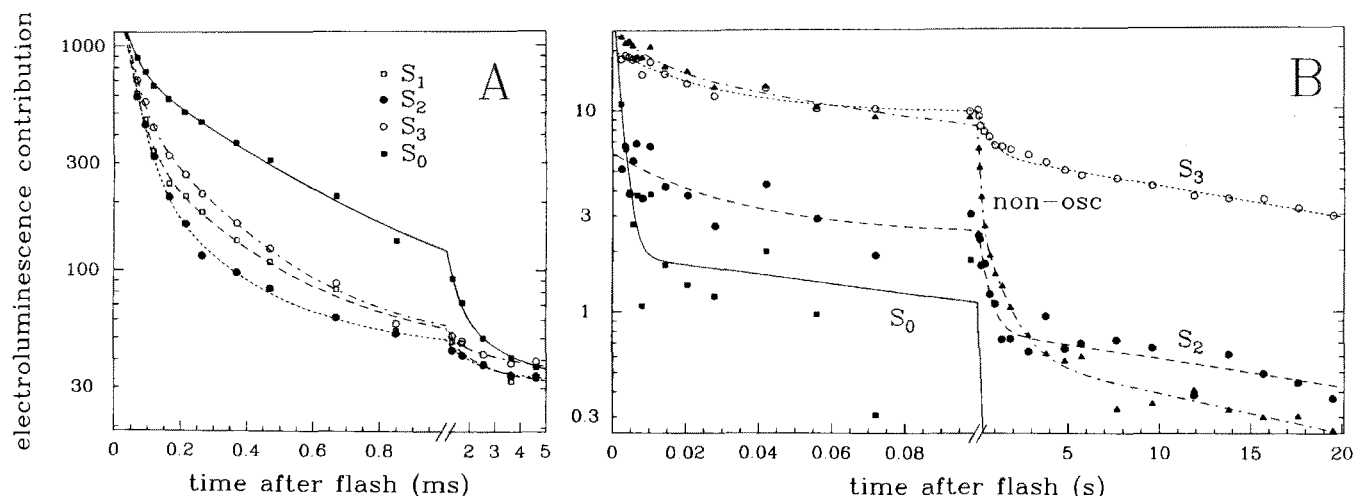 electroluminescence contribution
1000
300
100
30
A
S1
S2
S3
S0
0 0.2 0.4 0.6 0.8 1 2 3 4 5
time after flash (ms)
10
3
1
0.3
B
S3
non-osc
S2
S0
0 0.02 0.04 0.06 0.08 5 10 15 20
time after flash (s)